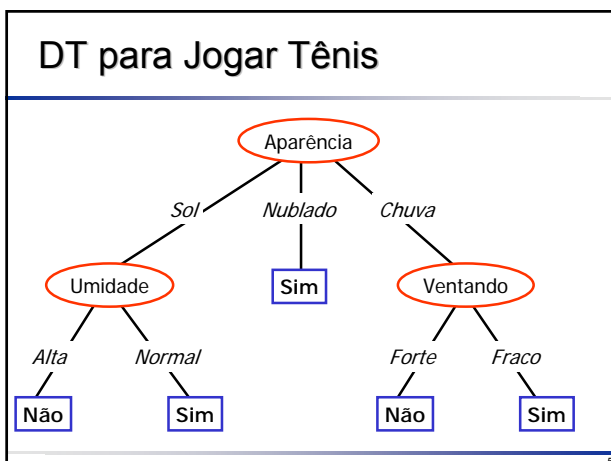 DT para Jogar Tênis
Aparência
Sol Nublado Chuva
Umidade Sim Ventando
Alta Normal Forte Fraco
Não Sim Não Sim